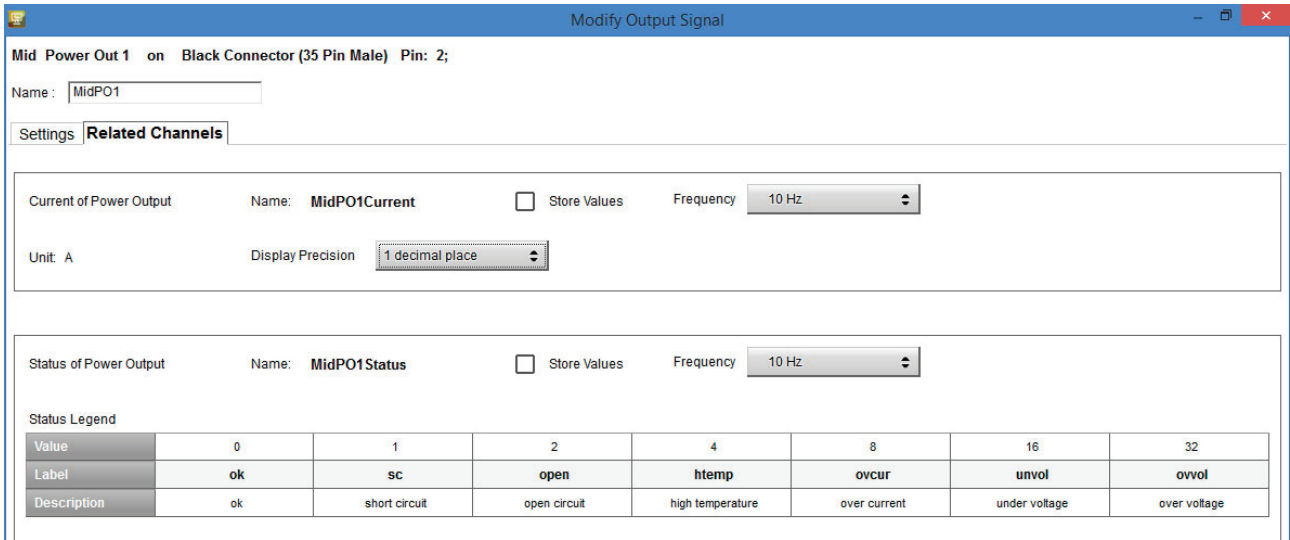 Modify Output Signal
Mid Power Out 1 on Black Connector (35 Pin Male) Pin: 2;
Name : MidPO1
Settings Related Channels
Current of Power Output Name: MidPO1Current Store Values Frequency 10 Hz
Unit: A Display Precision 1 decimal place
Status of Power Output Name: MidPO1Status Store Values Frequency 10 Hz
Status Legend
Value 0 1 2 4 8 16 32
Label ok sc open htemp ovcur unvol ovvol
Description ok short circuit open circuit high temperature over current under voltage over voltage